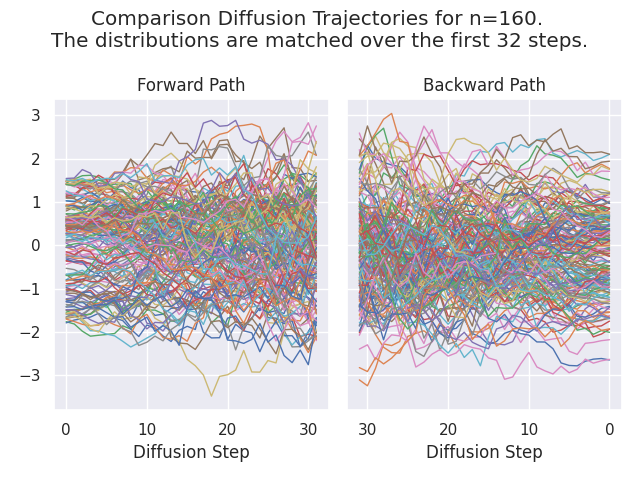 Comparison Diffusion Trajectories for n=160.
The distributions are matched over the first 32 steps.
Forward Path
Backward Path
3
2
1
0
−1
−2
−3
0 10 20 30
30 20 10 0
Diffusion Step
Diffusion Step